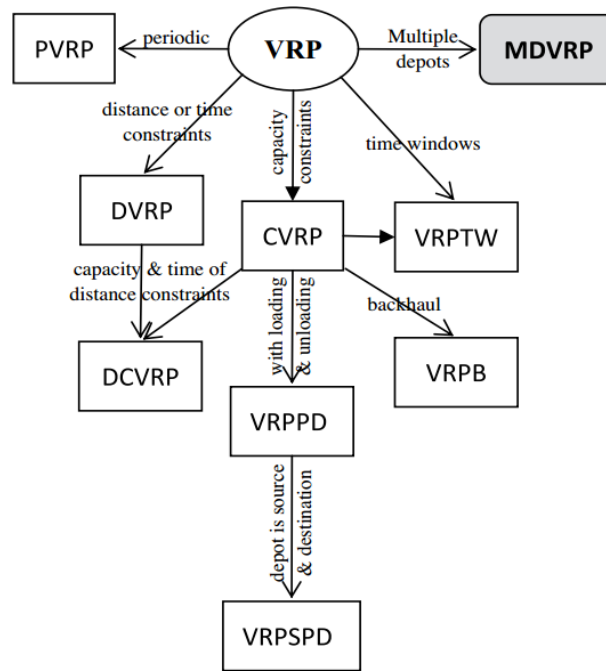 PVRP
periodic
VRP
Multiple
depots
MDVRP
distance or time
constraints
capacity
constraints
time windows
DVRP
CVRP
VRPTW
capacity & time of
distance constraints
with loading
& unloading
backhaul
DCVRP
VRPPD
VRPB
depot is source
& destination
VRPSPD